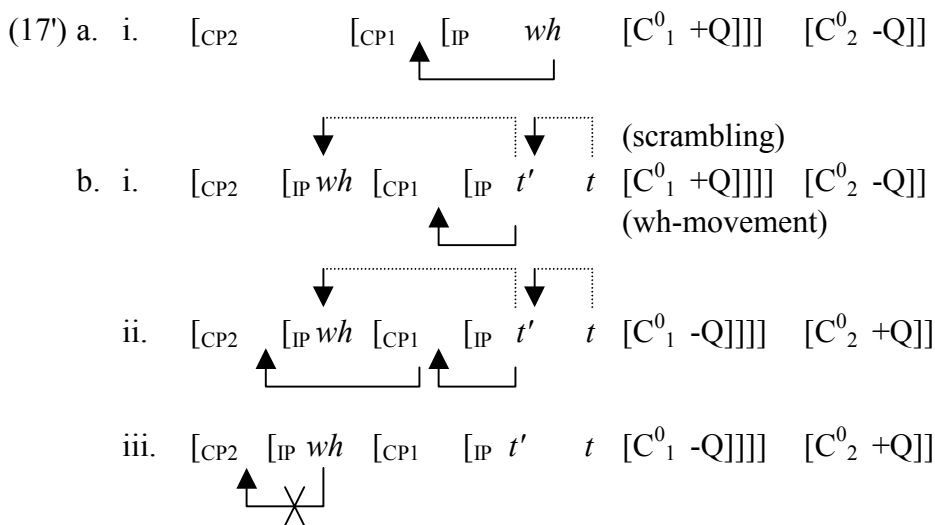 (17') a. i. [CP2 [CP1 [IP wh [C⁰₁ +Q]]] [C⁰₂ -Q]]
(scrambling)
b. i. [CP2 [IP wh [CP1 [IP t' t [C⁰₁ +Q]]]] [C⁰₂ -Q]]
(wh-movement)
ii. [CP2 [IP wh [CP1 [IP t' t [C⁰₁ -Q]]]] [C⁰₂ +Q]]
iii. [CP2 [IP wh [CP1 [IP t' t [C⁰₁ -Q]]]] [C⁰₂ +Q]]